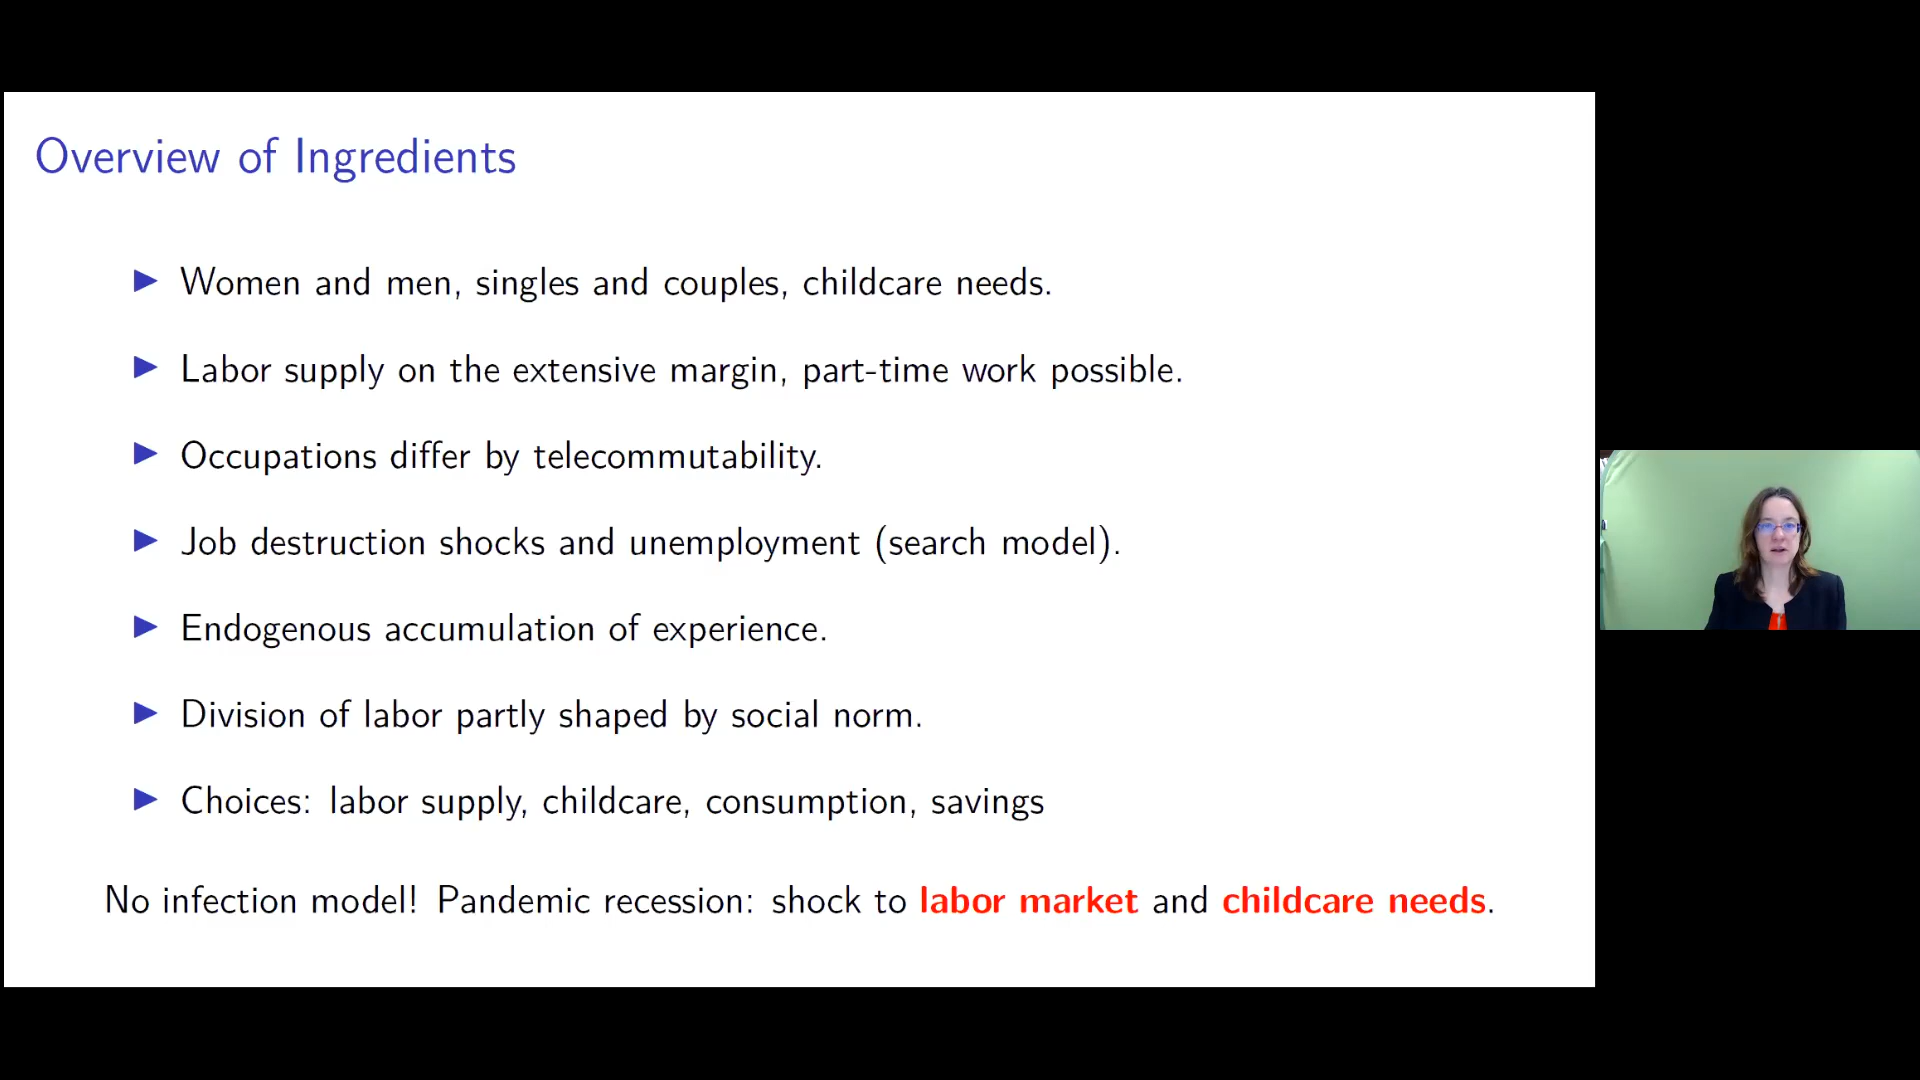 Overview of Ingredients
Women and men, singles and couples, childcare needs.
Labor supply on the extensive margin, part-time work possible.
Occupations differ by telecommutability.
Job destruction shocks and unemployment (search model).
Endogenous accumulation of experience.
Division of labor partly shaped by social norm.
Choices: labor supply, childcare, consumption, savings
No infection model! Pandemic recession: shock to labor market and childcare needs.